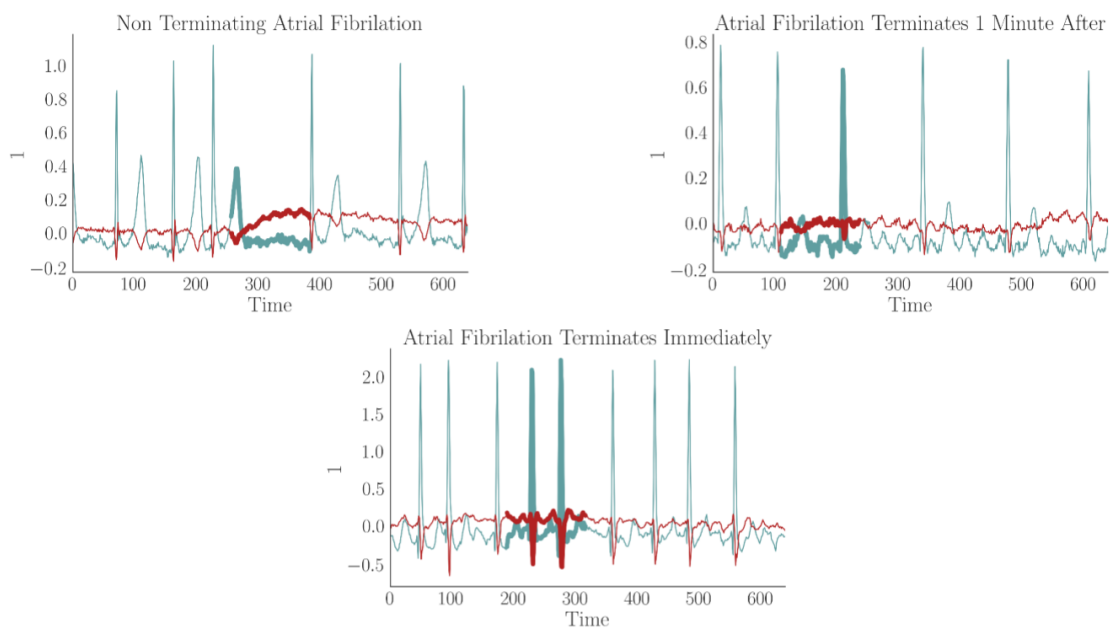 Non Terminating Atrial Fibrilation
1.0
0.8
0.6
0.4
0.2
0.0
−0.2
1
0 100 200 300 400 500 600
Time
Atrial Fibrilation Terminates 1 Minute After
0.8
0.6
0.4
0.2
0.0
−0.2
1
0 100 200 300 400 500 600
Time
Atrial Fibrilation Terminates Immediately
2.0
1.5
1.0
0.5
0.0
−0.5
1
0 100 200 300 400 500 600
Time